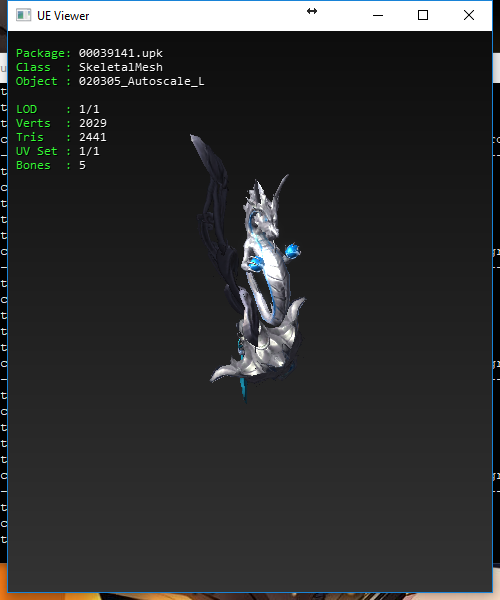 UE Viewer
Package: 00039141.upk
Class : SkeletalMesh
Object : 020305_Autoscale_L
LOD : 1/1
Verts : 2029
Tris : 2441
UV Set : 1/1
Bones : 5